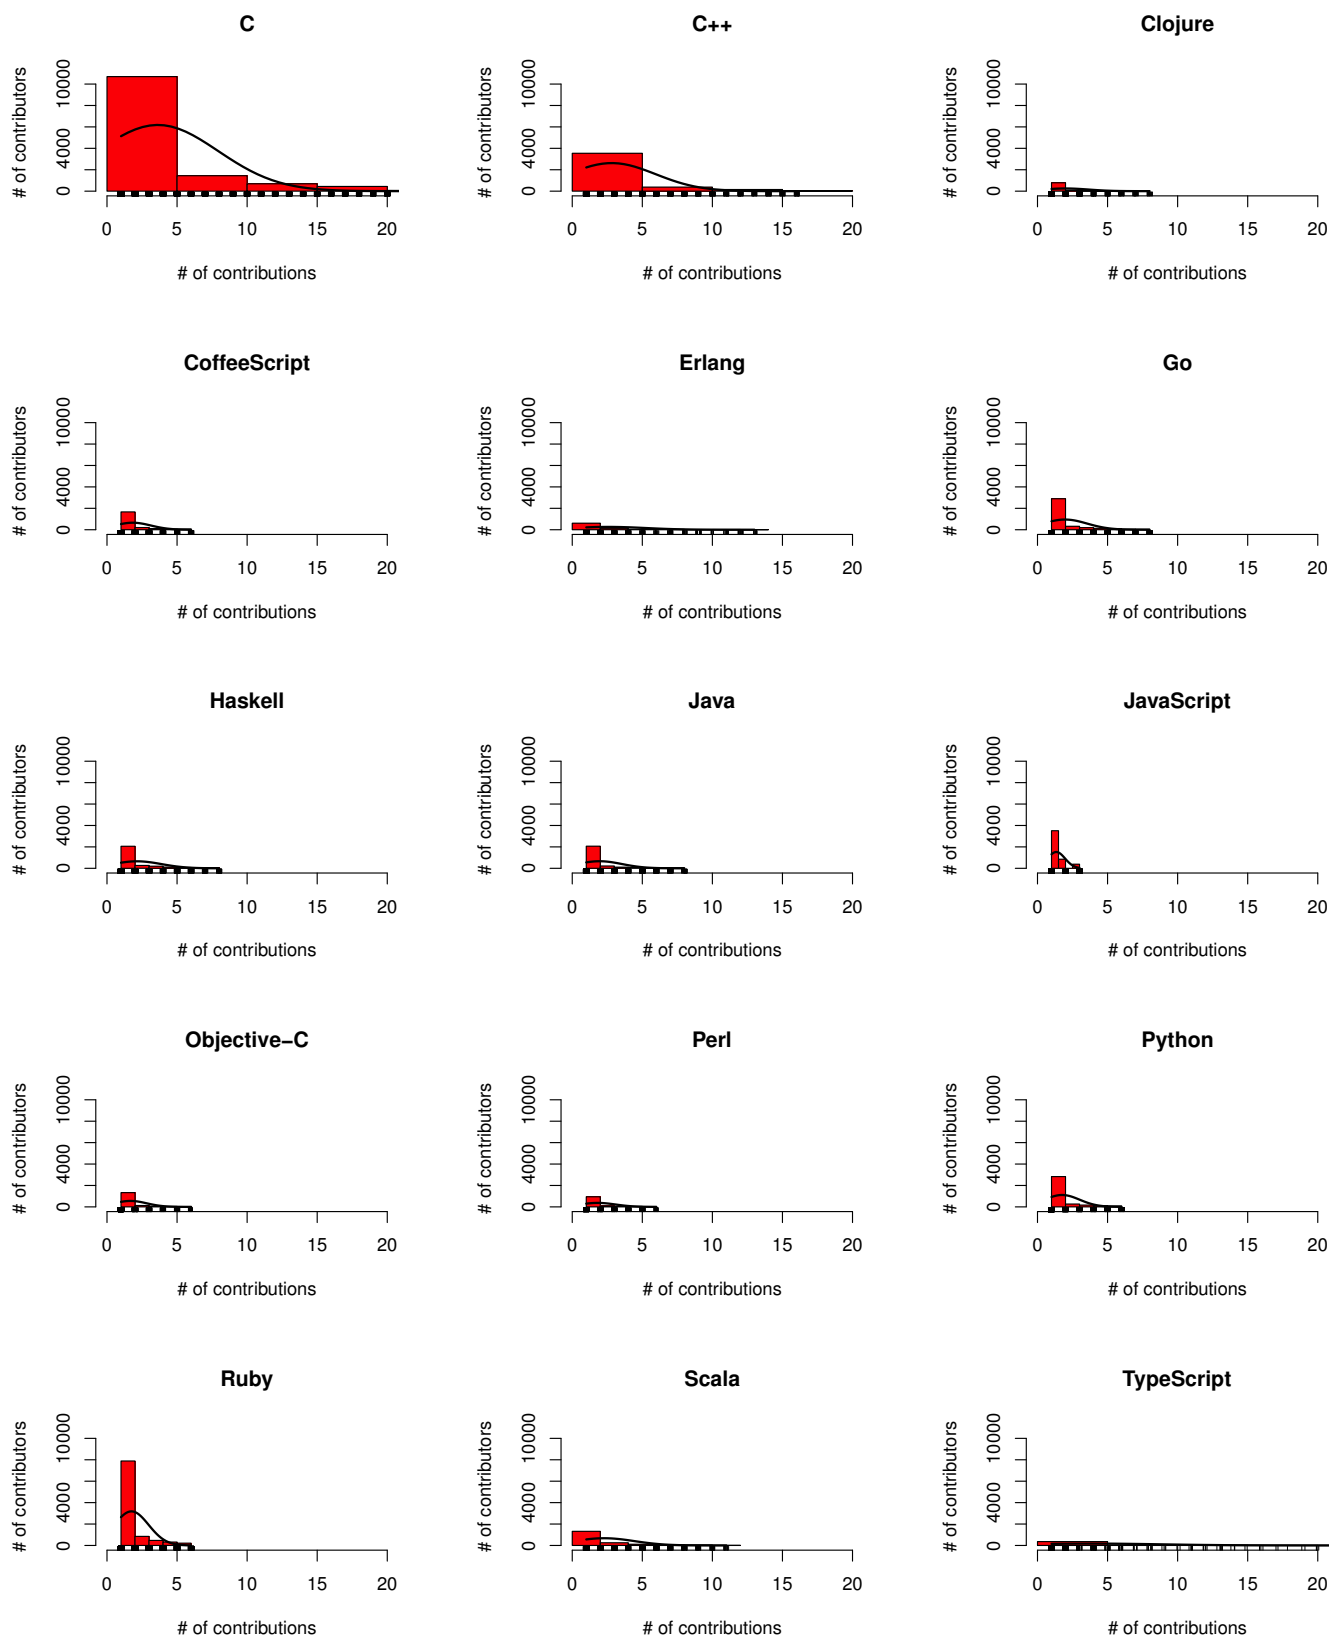 C
# of contributors
0 4000 10000
0 5 10 15 20
# of contributions
C++
# of contributors
0 4000 10000
0 5 10 15 20
# of contributions
Clojure
# of contributors
0 4000 10000
0 5 10 15 20
# of contributions
CoffeeScript
# of contributors
0 4000 10000
0 5 10 15 20
# of contributions
Erlang
# of contributors
0 4000 10000
0 5 10 15 20
# of contributions
Go
# of contributors
0 4000 10000
0 5 10 15 20
# of contributions
Haskell
# of contributors
0 4000 10000
0 5 10 15 20
# of contributions
Java
# of contributors
0 4000 10000
0 5 10 15 20
# of contributions
JavaScript
# of contributors
0 4000 10000
0 5 10 15 20
# of contributions
Objective−C
# of contributors
0 4000 10000
0 5 10 15 20
# of contributions
Perl
# of contributors
0 4000 10000
0 5 10 15 20
# of contributions
Python
# of contributors
0 4000 10000
0 5 10 15 20
# of contributions
Ruby
# of contributors
0 4000 10000
0 5 10 15 20
# of contributions
Scala
# of contributors
0 4000 10000
0 5 10 15 20
# of contributions
TypeScript
# of contributors
0 4000 10000
0 5 10 15 20
# of contributions